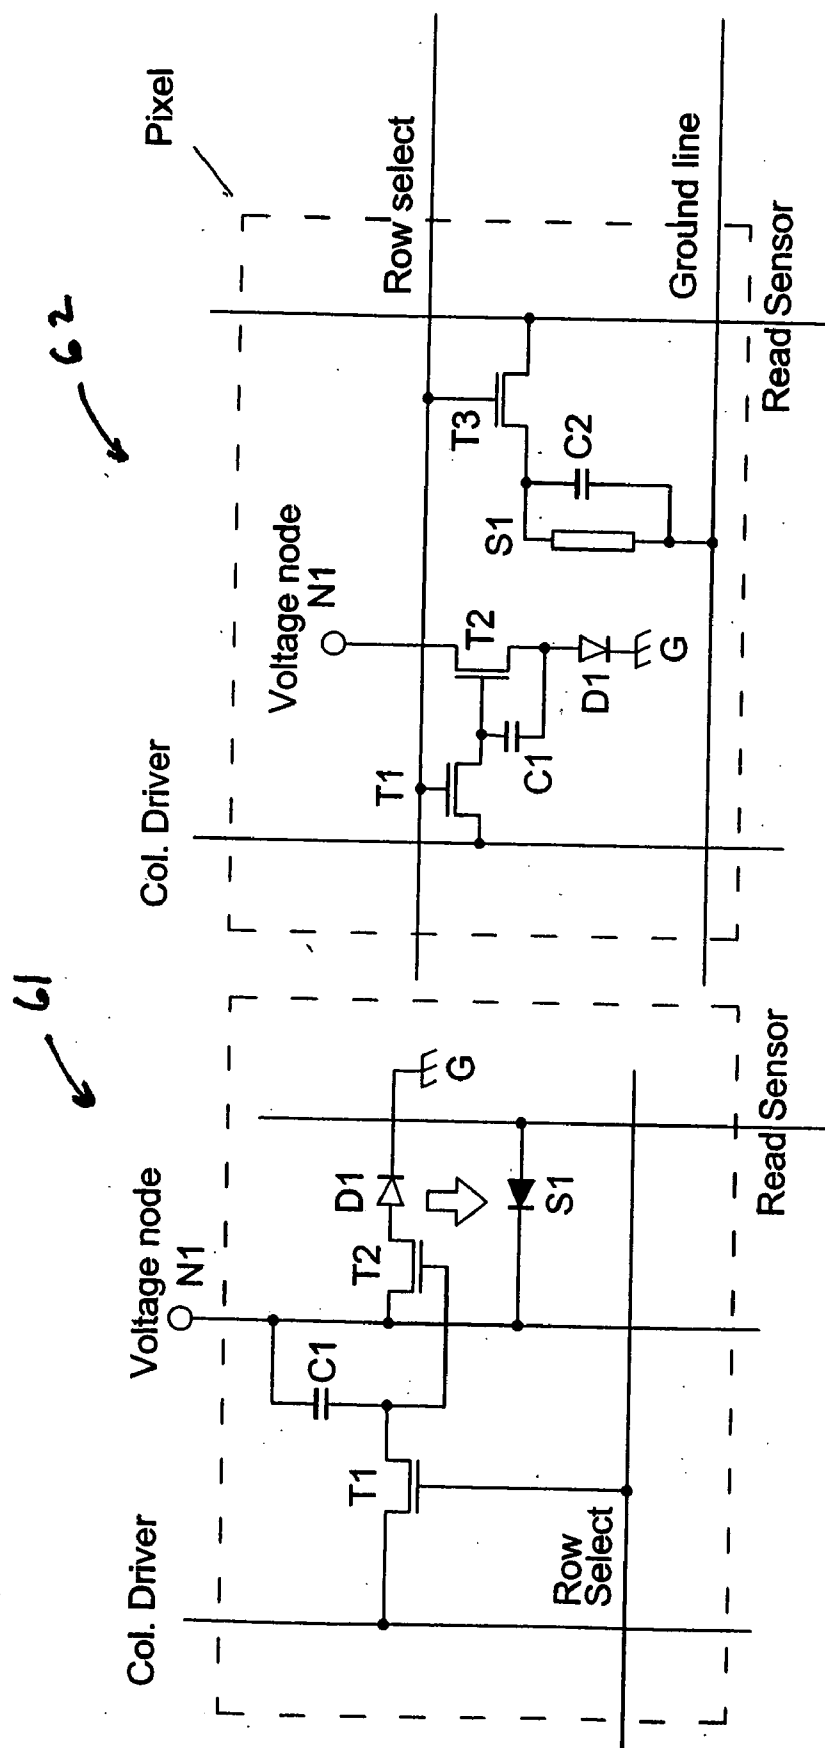 61
Col. Driver
Voltage node
N1
C1
T1
T2
D1
G
S1
Row
Select
Read Sensor
62
Pixel
Col. Driver
Voltage node
N1
Row select
T1
T2
C1
D1
G
T3
S1
C2
Ground line
Read Sensor